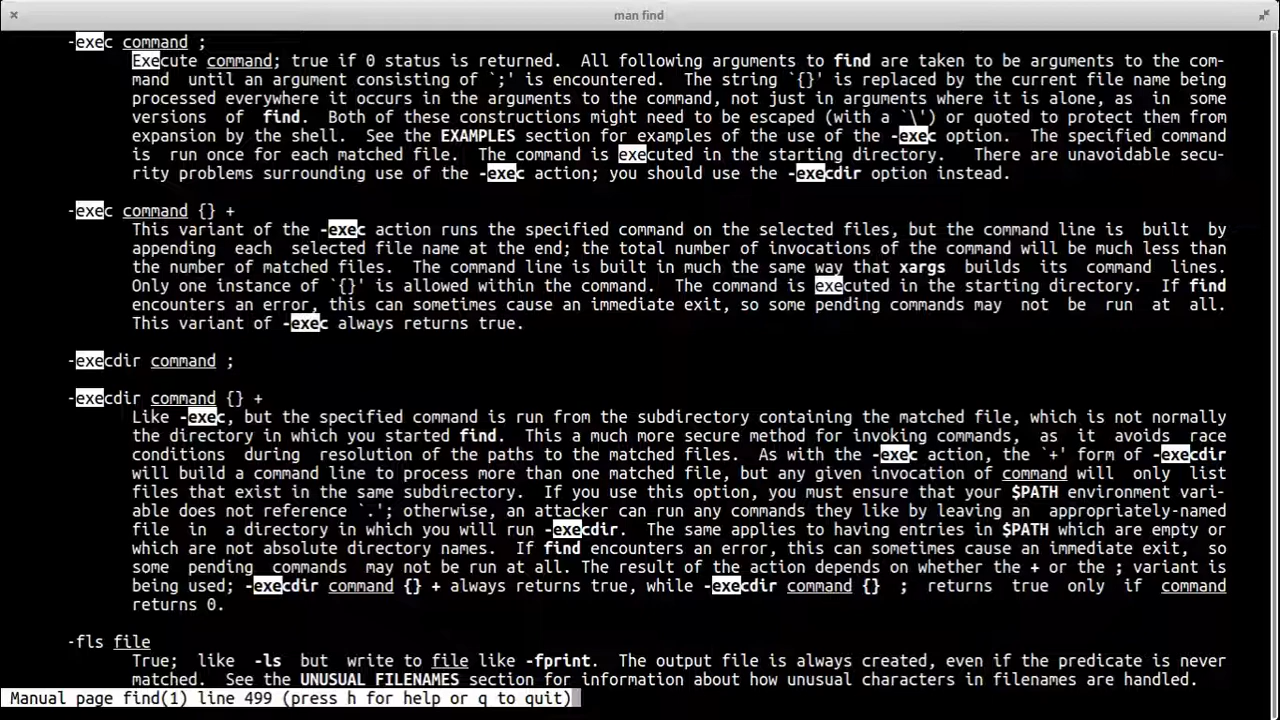 man find
-exec command ;
Execute command; true if 0 status is returned.  All following arguments to find are taken to be arguments to the com-
mand  until an argument consisting of `;' is encountered.  The string `{}' is replaced by the current file name being
processed everywhere it occurs in the arguments to the command, not just in arguments where it is alone, as  in  some
versions  of  find.  Both of these constructions might need to be escaped (with a `\') or quoted to protect them from
expansion by the shell.  See the EXAMPLES section for examples of the use of the -exec option.  The specified command
is  run once for each matched file.  The command is executed in the starting directory.   There are unavoidable secu-
rity problems surrounding use of the -exec action; you should use the -execdir option instead.
-exec command {} +
This variant of the -exec action runs the specified command on the selected files, but the command line is  built  by
appending  each  selected file name at the end; the total number of invocations of the command will be much less than
the number of matched files.  The command line is built in much the same way that xargs  builds  its  command  lines.
Only one instance of `{}' is allowed within the command.  The command is executed in the starting directory.  If find
encounters an error, this can sometimes cause an immediate exit, so some pending commands may  not  be  run  at  all.
This variant of -exec always returns true.
-execdir command ;
-execdir command {} +
Like -exec, but the specified command is run from the subdirectory containing the matched file, which is not normally
the directory in which you started find.  This a much more secure method for invoking commands,  as  it  avoids  race
conditions  during  resolution of the paths to the matched files.  As with the -exec action, the `+' form of -execdir
will build a command line to process more than one matched file, but any given invocation of command will  only  list
files that exist in the same subdirectory.  If you use this option, you must ensure that your $PATH environment vari-
able does not reference `.'; otherwise, an attacker can run any commands they like by leaving an  appropriately-named
file  in  a directory in which you will run -execdir.  The same applies to having entries in $PATH which are empty or
which are not absolute directory names.  If find encounters an error, this can sometimes cause an immediate exit,  so
some  pending  commands  may not be run at all. The result of the action depends on whether the + or the ; variant is
being used; -execdir command {} + always returns true, while -execdir command {}  ;  returns  true  only  if  command
returns 0.
-fls file
True;  like  -ls  but  write to file like -fprint.  The output file is always created, even if the predicate is never
matched.  See the UNUSUAL FILENAMES section for information about how unusual characters in filenames are handled.
Manual page find(1) line 499 (press h for help or q to quit)